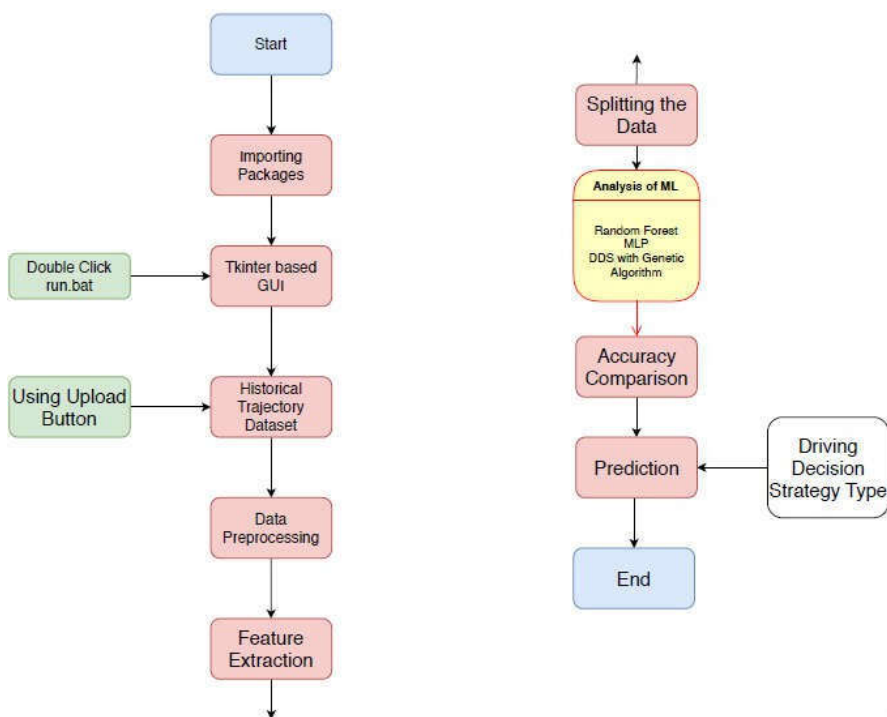 Start
Importing
Packages
Double Click
run.bat
Tkinter based
GUI
Using Upload
Button
Historical
Trajectory
Dataset
Data
Preprocessing
Feature
Extraction
Splitting the
Data
Analysis of ML
Random Forest
MLP
DDS with Genetic
Algorithm
Accuracy
Comparison
Prediction
Driving
Decision
Strategy Type
End